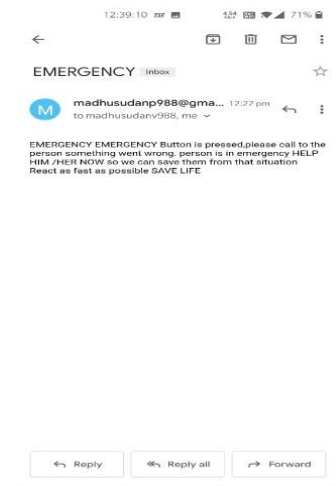 12:39:10 71%
EMERGENCY Inbox
M
madhusudanp988@gma... 12:22 pm
to madhusudanv988, me
EMERGENCY EMERGENCY Button is pressed,please call to the
person something went wrong. person is in emergency HELP
HIM /HER NOW so we can save them from that situation
React as fast as possible SAVE LIFE
Reply Reply all Forward